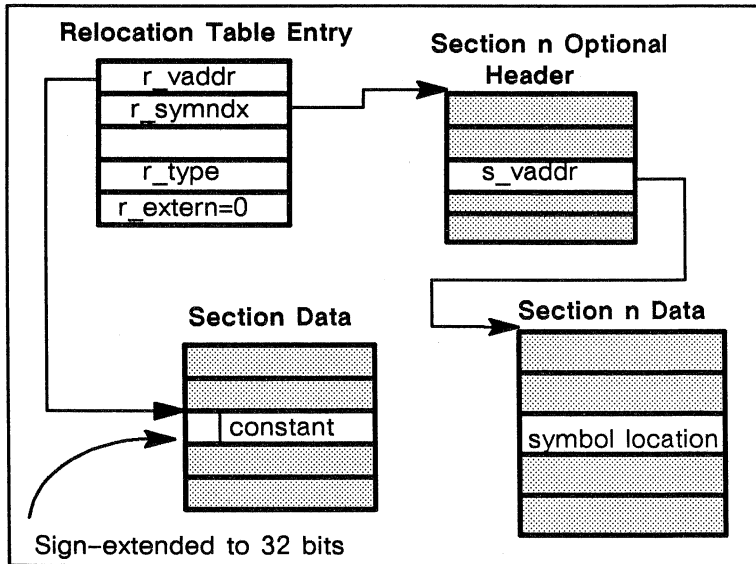 Relocation Table Entry
r_vaddr
r_symndx
r_type
r_extern=0
Section n Optional
Header
s_vaddr
Section Data
constant
Sign-extended to 32 bits
Section n Data
symbol location